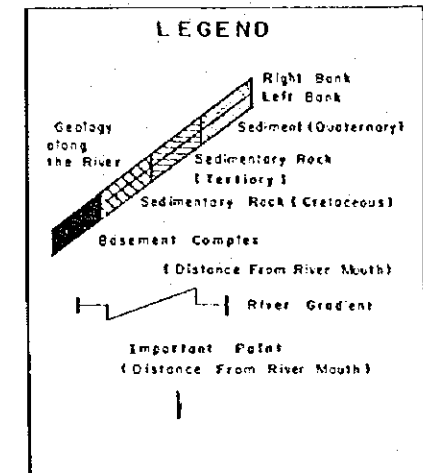 LEGEND
Right Bank
Left Bank
Geology
along
the River
Sediment (Quaternary)
Sedimentary Rock
(Tertiary)
Sedimentary Rock (Cretaceous)
Basement Complex
(Distance From River Mouth)
River Gradient
Important Point
(Distance From River Mouth)